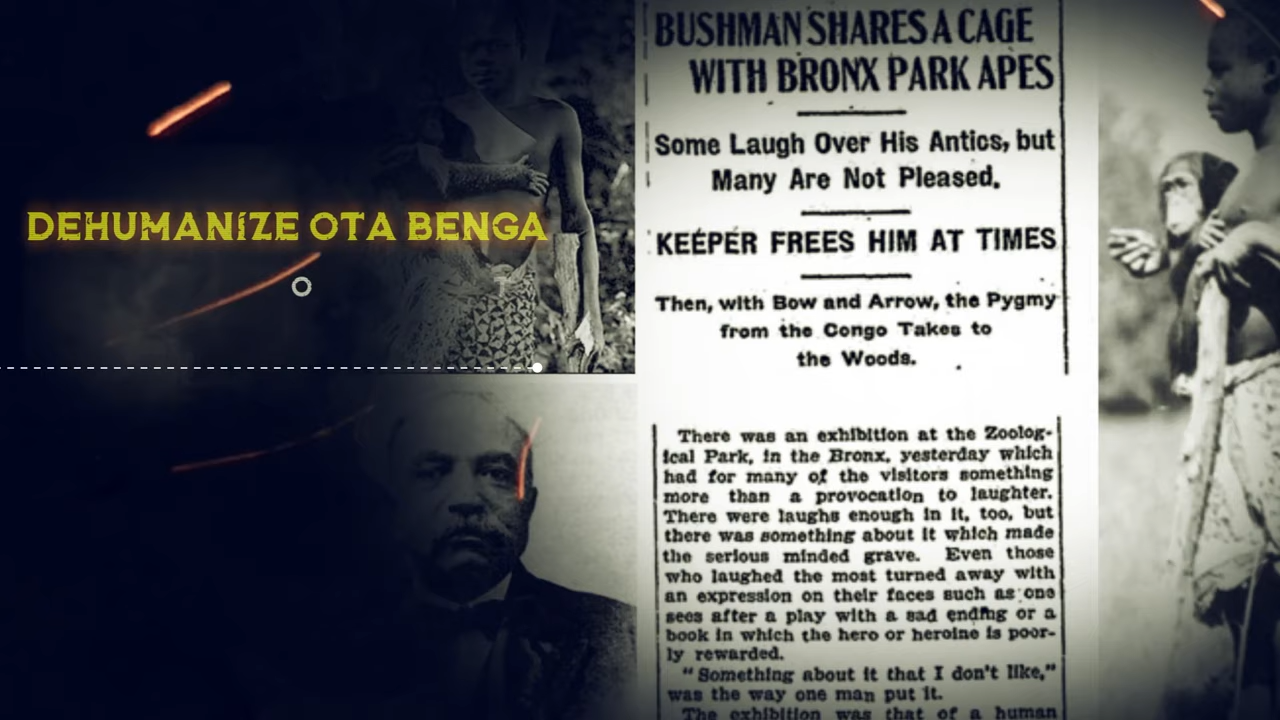 DEHUMANIZE OTA BENGA
BUSHMAN SHARES A CAGE
WITH BRONX PARK APES
Some Laugh Over His Antics, but
Many Are Not Pleased.
KEEPER FREES HIM AT TIMES
Then, with Bow and Arrow, the Pygmy
from the Congo Takes to
the Woods.
There was an exhibition at the Zoolog-
ical Park, in the Bronx, yesterday which
had for many of the visitors something
more than a provocation to laughter.
There were laughs enough in it, too, but
there was something about it which made
the serious minded grave. Even those
who laughed the most turned away with
an expression on their faces such as one
sees after a play with a sad ending or a
book in which the hero or heroine is poor-
ly rewarded.
"Something about it that I don't like,"
was the way one man put it.
The exhibition was that of a human